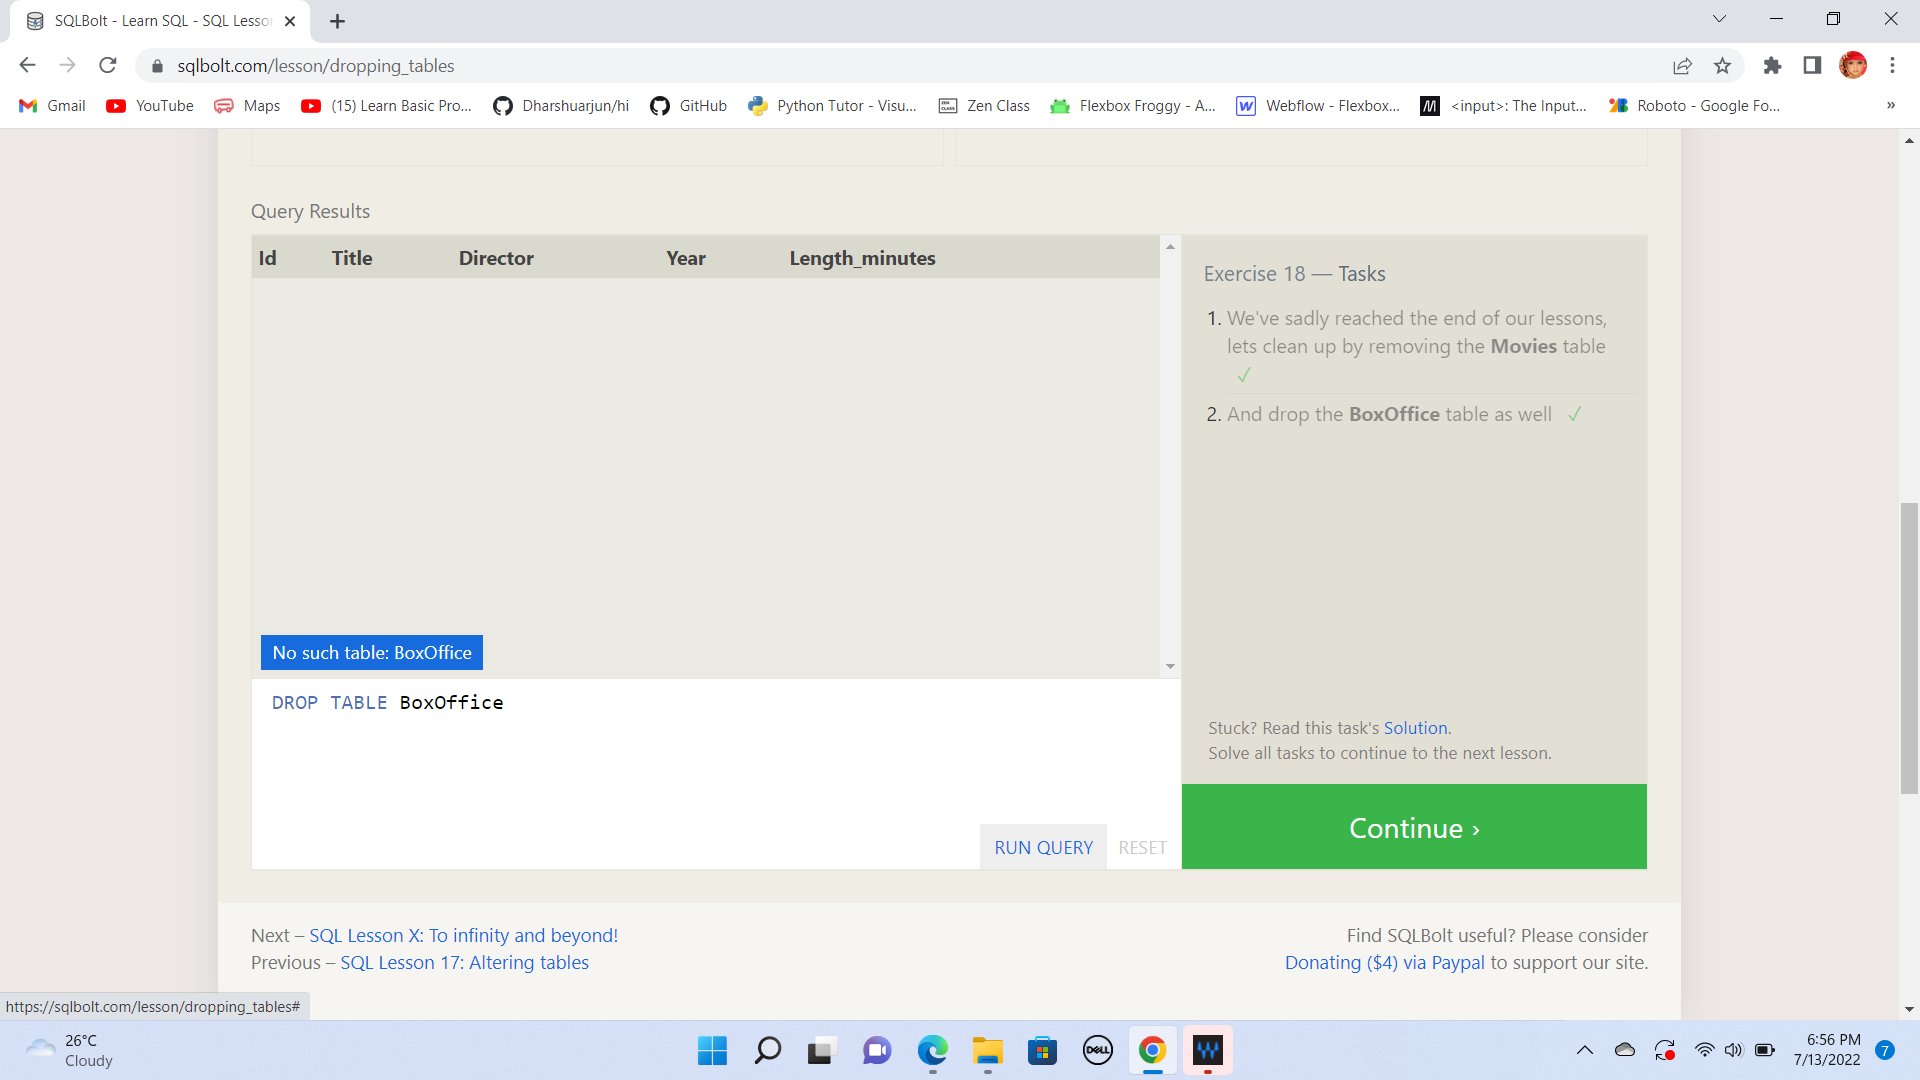 SQLBolt - Learn SQL - SQL Lesson
sqlbolt.com/lesson/dropping_tables
Gmail YouTube Maps (15) Learn Basic Pro... Dharshuarjun/hi GitHub Python Tutor - Visu... ZEN CLASS Zen Class Flexbox Froggy - A... W Webflow - Flexbox... M <input>: The Input... Roboto - Google Fo... »
Query Results
Id Title Director Year Length_minutes
No such table: BoxOffice
DROP TABLE BoxOffice
RUN QUERY RESET
Exercise 18 — Tasks
1. We've sadly reached the end of our lessons,
lets clean up by removing the Movies table
✓
2. And drop the BoxOffice table as well ✓
Stuck? Read this task's Solution.
Solve all tasks to continue to the next lesson.
Continue ›
Next – SQL Lesson X: To infinity and beyond!
Previous – SQL Lesson 17: Altering tables
Find SQLBolt useful? Please consider
Donating ($4) via Paypal to support our site.
https://sqlbolt.com/lesson/dropping_tables#
26°C
Cloudy
DELL
6:56 PM
7/13/2022
7